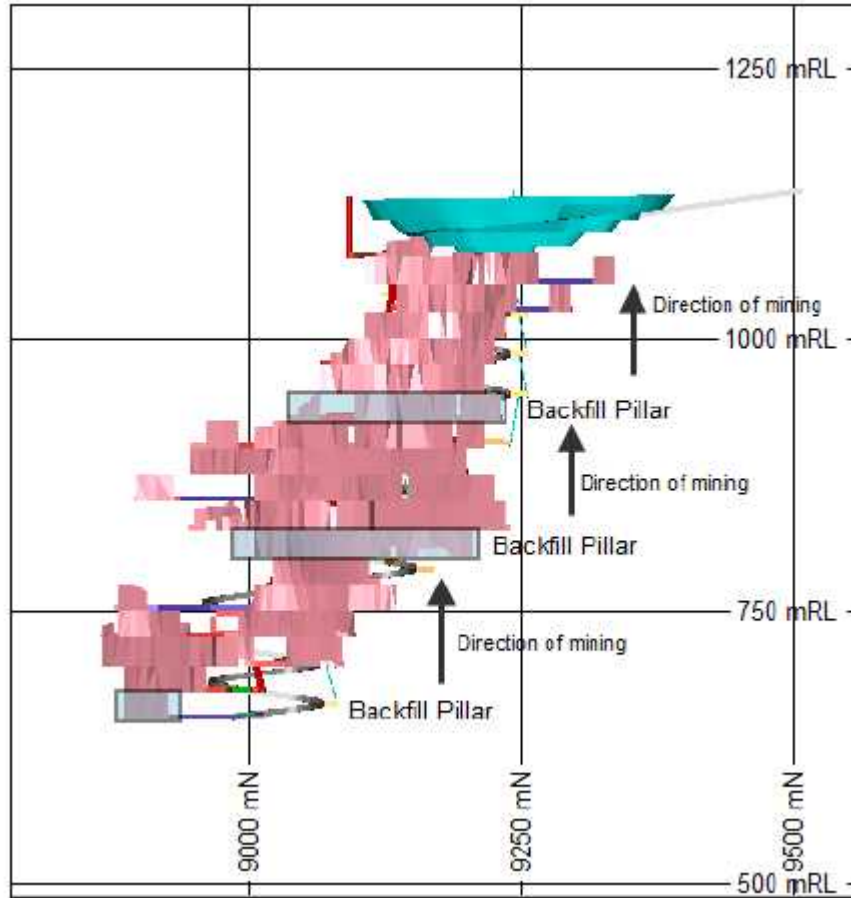 1250 mRL
Direction of mining
1000 mRL
Backfill Pillar
Direction of mining
Backfill Pillar
750 mRL
Direction of mining
Backfill Pillar
9000 mN
9250 mN
9500 mN
500 mRL